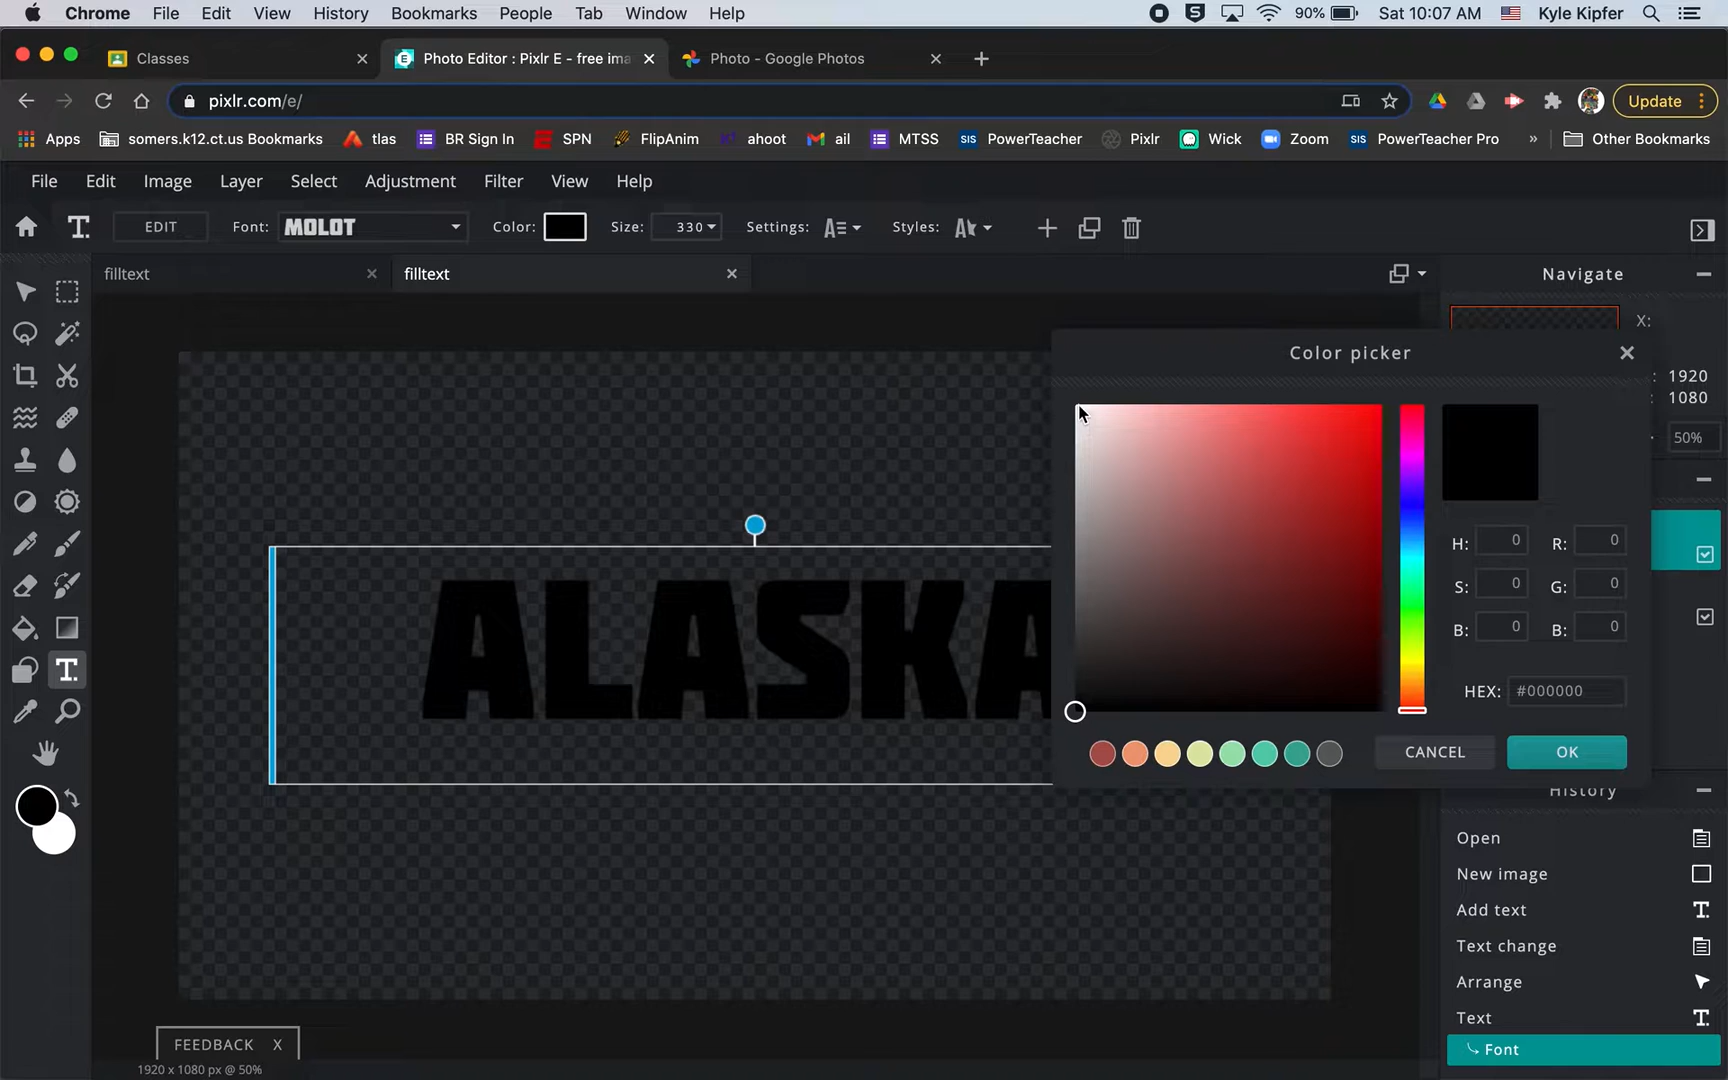 Chrome File Edit View History Bookmarks People Tab Window Help 90% Sat 10:07 AM Kyle Kipfer
Classes Photo Editor : Pixlr E - free ima Photo - Google Photos
pixlr.com/e/ Update
Apps somers.k12.ct.us Bookmarks tlas BR Sign In SPN FlipAnim ahoot ail MTSS SIS PowerTeacher Pixlr Wick Zoom SIS PowerTeacher Pro » Other Bookmarks
File Edit Image Layer Select Adjustment Filter View Help
T. EDIT Font: MOLOT Color: Size: 330 Settings: Styles:
filltext filltext Navigate
X:
Color picker
1920
1080
50%
H: 0 R: 0
S: 0 G: 0
B: 0 B: 0
ALASKA
HEX: #000000
CANCEL OK
History
Open
New image
Add text
Text change
Arrange
Text
Font
FEEDBACK X
1920 x 1080 px @ 50%